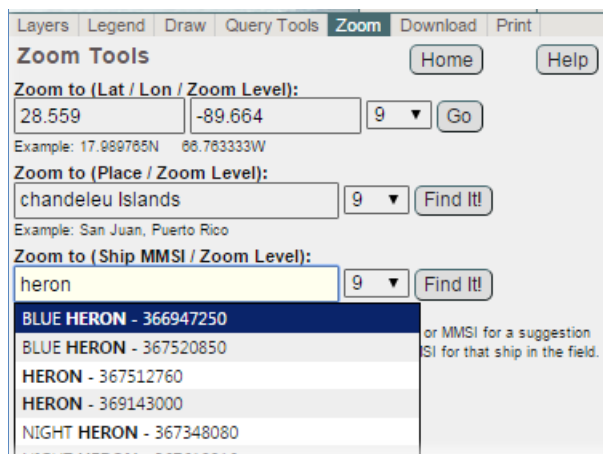 Layers Legend Draw Query Tools Zoom Download Print
Zoom Tools Home Help
Zoom to (Lat / Lon / Zoom Level):
28.559 -89.664 9 Go
Example: 17.989765N 66.763333W
Zoom to (Place / Zoom Level):
chandeleu Islands 9 Find It!
Example: San Juan, Puerto Rico
Zoom to (Ship MMSI / Zoom Level):
heron 9 Find It!
BLUE HERON - 366947250
or MMSI for a suggestion
BLUE HERON - 367520850
SI for that ship in the field.
HERON - 367512760
HERON - 369143000
NIGHT HERON - 367348080